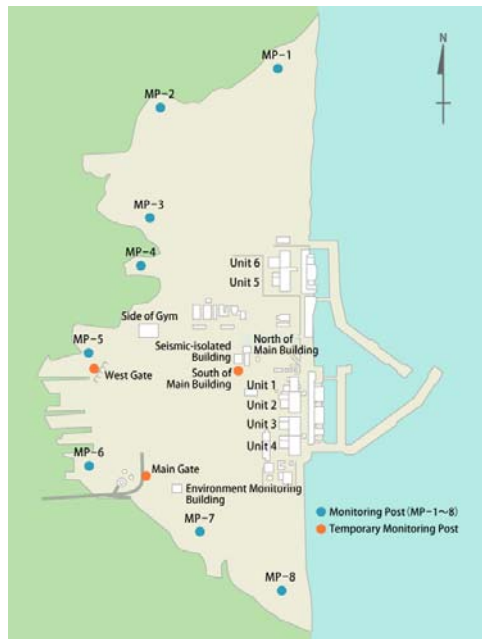 MP-1
N
MP-2
MP-3
MP-4
Unit 6
Unit 5
Side of Gym
MP-5
Seismic-isolated
Building
North of
Main Building
West Gate
South of
Main Building
Unit 1
Unit 2
Unit 3
Unit 4
MP-6
Main Gate
Environment Monitoring
Building
MP-7
Monitoring Post (MP-1～8)
Temporary Monitoring Post
MP-8